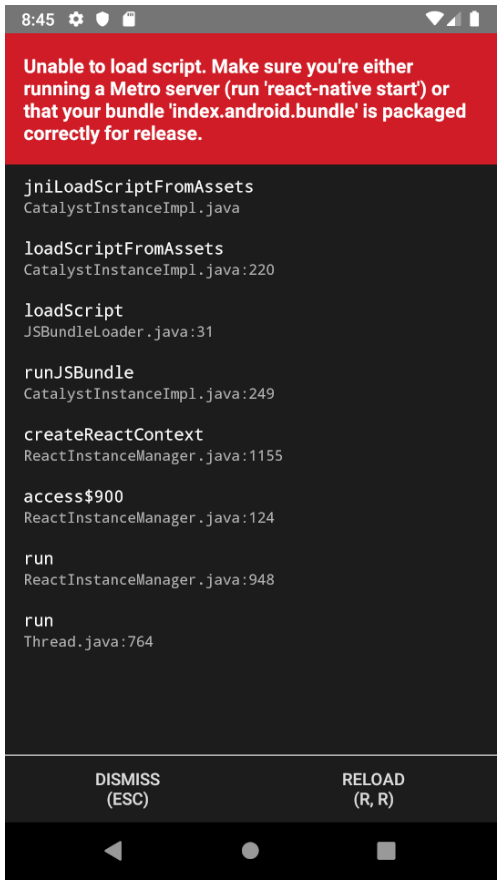 8:45
Unable to load script. Make sure you're either
running a Metro server (run 'react-native start') or
that your bundle 'index.android.bundle' is packaged
correctly for release.
jniLoadScriptFromAssets
CatalystInstanceImpl.java
loadScriptFromAssets
CatalystInstanceImpl.java:220
loadScript
JSBundleLoader.java:31
runJSBundle
CatalystInstanceImpl.java:249
createReactContext
ReactInstanceManager.java:1155
access$900
ReactInstanceManager.java:124
run
ReactInstanceManager.java:948
run
Thread.java:764
DISMISS
(ESC)
RELOAD
(R, R)